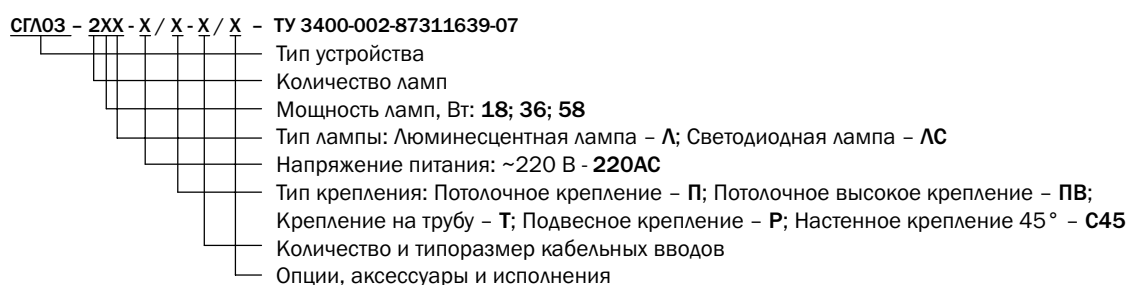 СГЛ03 – 2ХХ - Х / Х - Х / Х – ТУ 3400-002-87311639-07
Тип устройства
Количество ламп
Мощность ламп, Вт: 18; 36; 58
Тип лампы: Люминесцентная лампа – Л; Светодиодная лампа – ЛС
Напряжение питания: ~220 В - 220АС
Тип крепления: Потолочное крепление – П; Потолочное высокое крепление – ПВ;
Крепление на трубу – Т; Подвесное крепление – Р; Настенное крепление 45° – С45
Количество и типоразмер кабельных вводов
Опции, аксессуары и исполнения